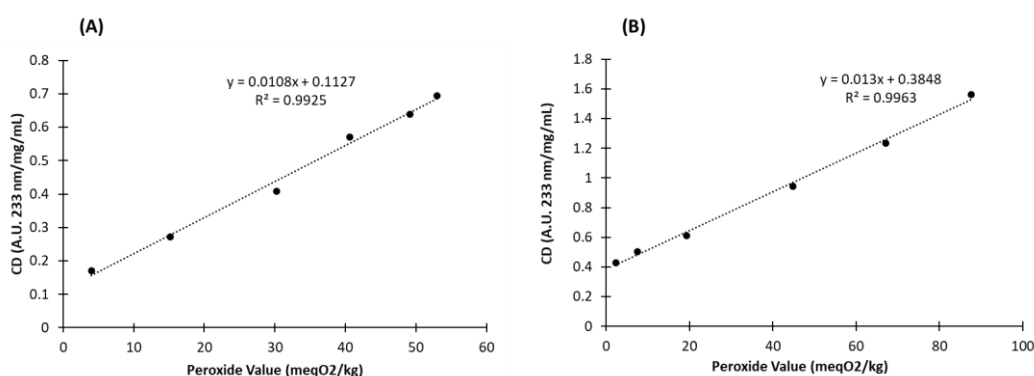 (A)
y = 0.0108x + 0.1127
R² = 0.9925
CD (A.U. 233 nm/mg/mL)
0.8
0.7
0.6
0.5
0.4
0.3
0.2
0.1
0
0 10 20 30 40 50 60
Peroxide Value (meqO2/kg)
(B)
y = 0.013x + 0.3848
R² = 0.9963
CD (A.U. 233 nm/mg/mL)
1.8
1.6
1.4
1.2
1
0.8
0.6
0.4
0.2
0
0 20 40 60 80 100
Peroxide Value (meqO2/kg)